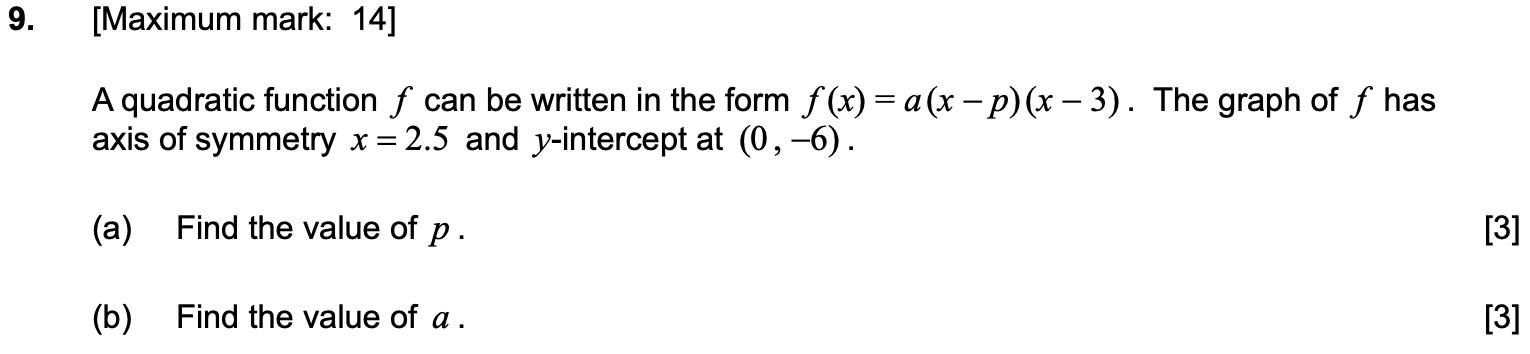 9. [Maximum mark: 14]
A quadratic function f can be written in the form f(x) = a(x − p)(x − 3). The graph of f has
axis of symmetry x = 2.5 and y-intercept at (0, −6).
(a) Find the value of p. [3]
(b) Find the value of a. [3]